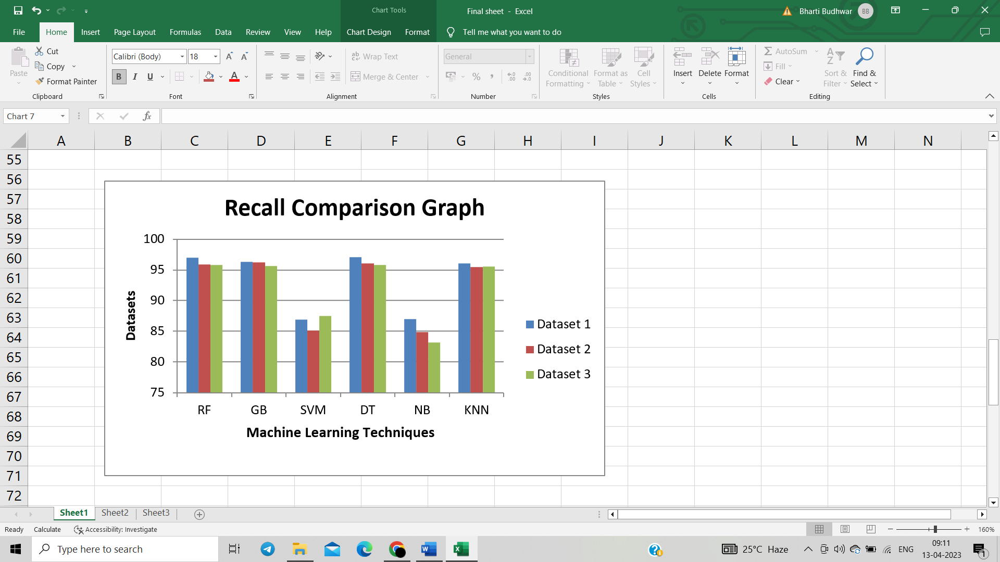 Chart Tools
Final sheet - Excel
Bharti Budhwar
BB
File
Home
Insert
Page Layout
Formulas
Data
Review
View
Help
Chart Design
Format
Tell me what you want to do
Paste
Cut
Copy
Format Painter
Clipboard
Calibri (Body)
18
B I U
Font
Wrap Text
Merge & Center
Alignment
General
Number
Conditional Formatting
Format as Table
Cell Styles
Styles
Insert
Delete
Format
Cells
AutoSum
Fill
Clear
Sort & Filter
Find & Select
Editing
Chart 7
fx
A B C D E F G H I J K L M N
55
56
57
58
59
60
61
62
63
64
65
66
67
68
69
70
71
72
Recall Comparison Graph
100
95
90
85
80
75
Datasets
RF GB SVM DT NB KNN
Machine Learning Techniques
Dataset 1
Dataset 2
Dataset 3
Sheet1
Sheet2
Sheet3
Ready
Calculate
Accessibility: Investigate
160%
Type here to search
25°C Haze
ENG
09:11
13-04-2023
1